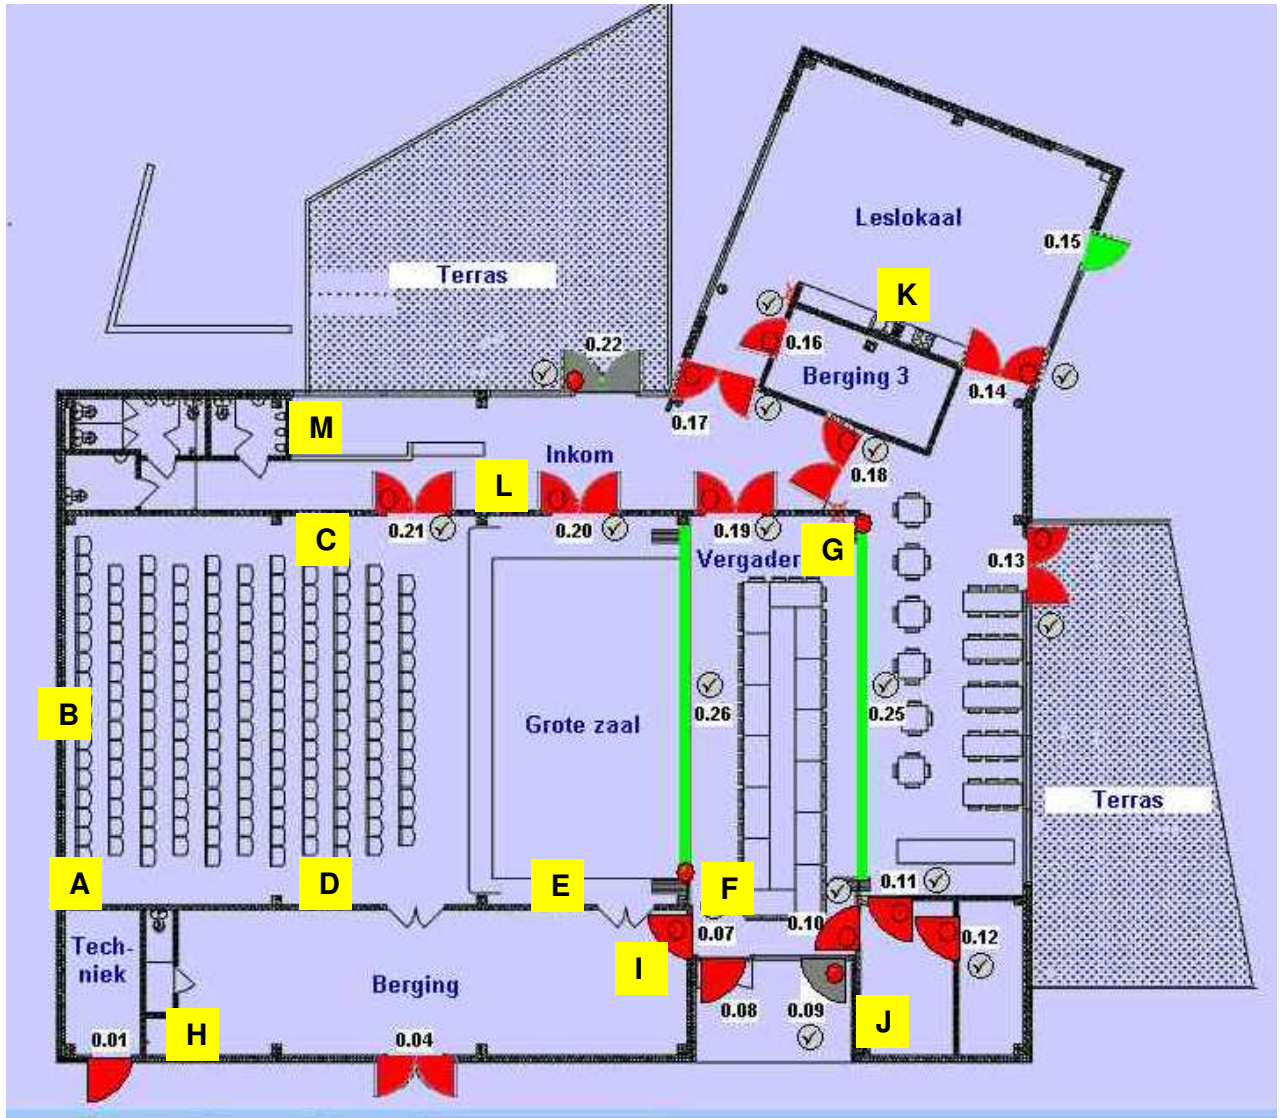 Leslokaal
0.15
Terras
K
0.22
0.16
Berging 3
0.14
0.17
M
Inkom
0.18
L
0.21
0.20
0.19
C
G
Vergader
0.13
B
0.26
0.25
Grote zaal
Terras
A
D
E
F
0.11
0.10
0.07
0.12
Tech-
niek
I
Berging
0.08
0.09
J
H
0.01
0.04